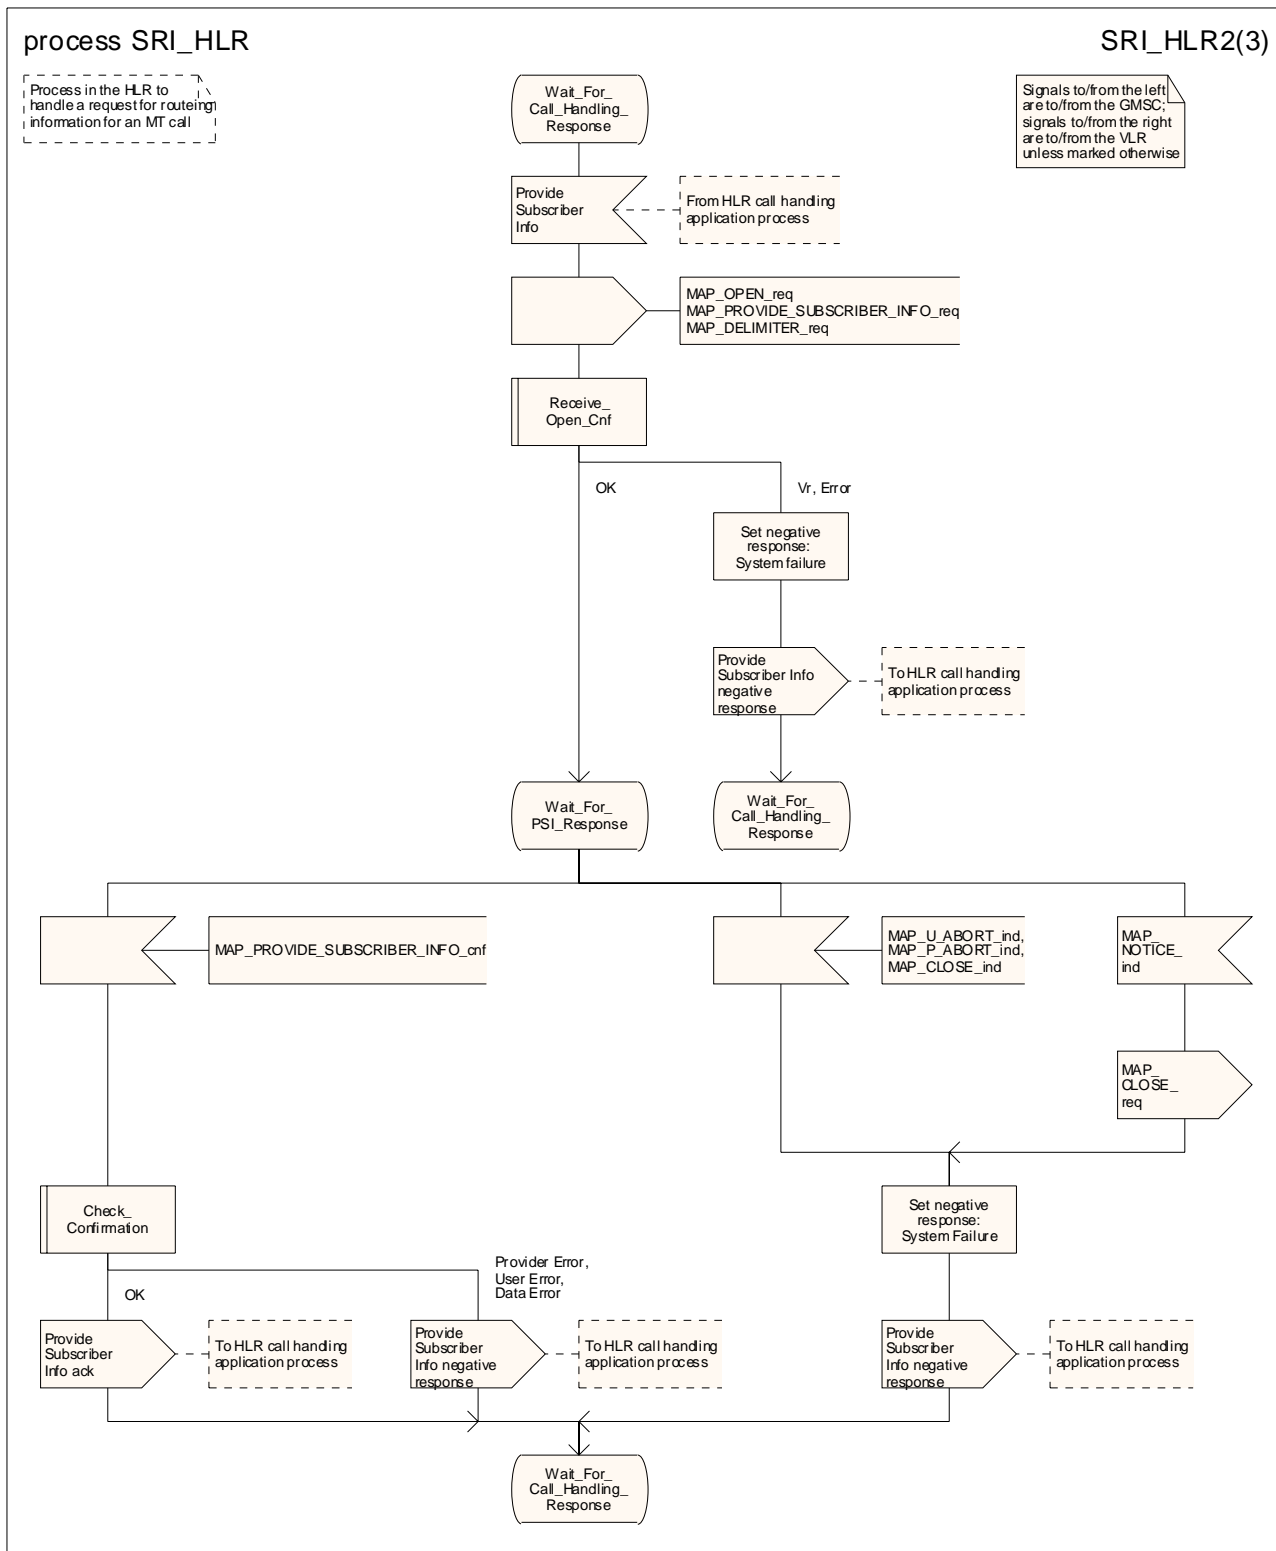 process SRI_HLR
SRI_HLR2(3)
Process in the HLR to
handle a request for routeing
information for an MT call
Wait_For_
Call_Handling_
Response
Signals to/from the left
are to/from the GMSC;
signals to/from the right
are to/from the VLR
unless marked otherwise
Provide
Subscriber
Info
From HLR call handling
application process
MAP_OPEN_req
MAP_PROVIDE_SUBSCRIBER_INFO_req
MAP_DELIMITER_req
Receive_
Open_Cnf
OK
Vr, Error
Set negative
response:
System failure
Provide
Subscriber Info
negative
response
To HLR call handling
application process
Wait_For_
PSI_Response
Wait_For_
Call_Handling_
Response
MAP_PROVIDE_SUBSCRIBER_INFO_cnf
MAP_U_ABORT_ind,
MAP_P_ABORT_ind,
MAP_CLOSE_ind
MAP_
NOTICE_
ind
MAP_
CLOSE_
req
Check_
Confirmation
Set negative
response:
System Failure
OK
Provider Error,
User Error,
Data Error
Provide
Subscriber
Info ack
To HLR call handling
application process
Provide
Subscriber
Info negative
response
To HLR call handling
application process
Provide
Subscriber
Info negative
response
To HLR call handling
application process
Wait_For_
Call_Handling_
Response